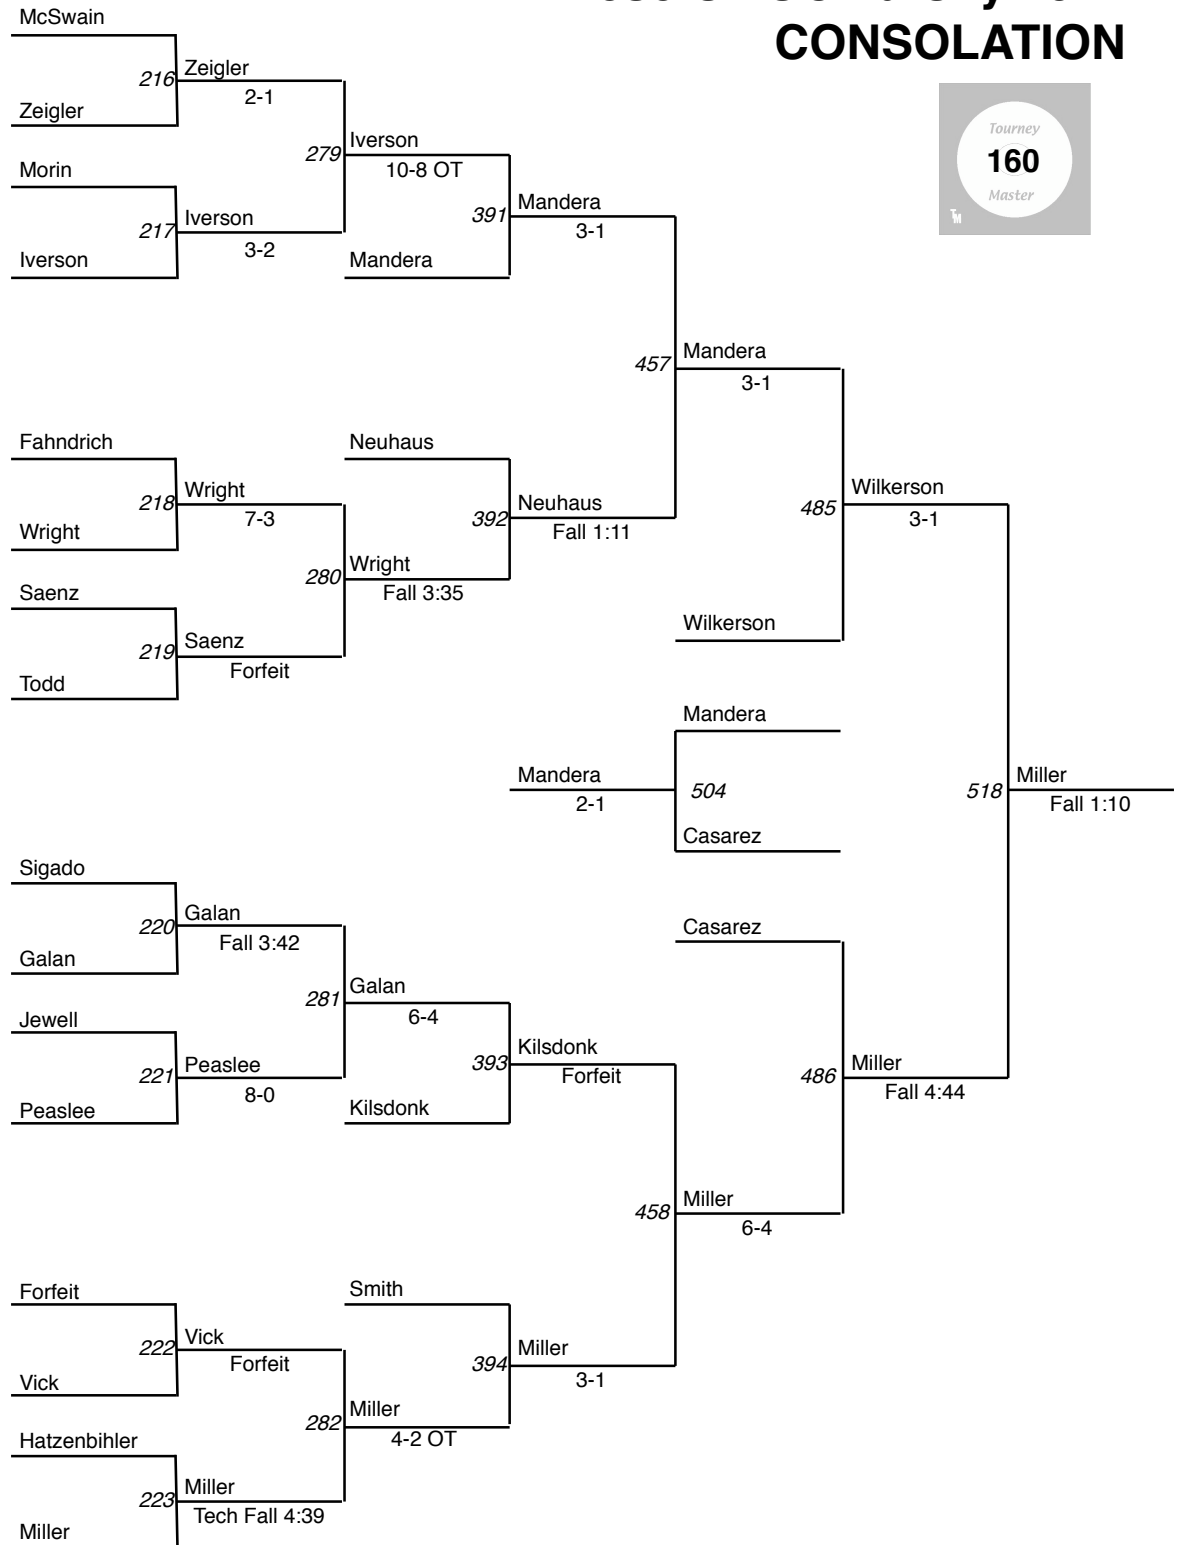 CONSOLATION
Tourney
160
Master
TM
McSwain
216
Zeigler
2-1
Zeigler
279
Iverson
10-8 OT
Morin
217
Iverson
3-2
Iverson
391
Mandera
3-1
Mandera
457
Mandera
3-1
Fahndrich
218
Wright
7-3
Wright
Neuhaus
392
Neuhaus
Fall 1:11
280
Wright
Fall 3:35
Saenz
219
Saenz
Forfeit
Todd
485
Wilkerson
3-1
Wilkerson
Mandera
Mandera
2-1
504
Casarez
518
Miller
Fall 1:10
Sigado
220
Galan
Fall 3:42
Galan
281
Galan
6-4
Jewell
221
Peaslee
8-0
Peaslee
393
Kilsdonk
Forfeit
Kilsdonk
Casarez
486
Miller
Fall 4:44
458
Miller
6-4
Forfeit
222
Vick
Forfeit
Vick
Smith
394
Miller
3-1
282
Miller
4-2 OT
Hatzenbihler
223
Miller
Tech Fall 4:39
Miller